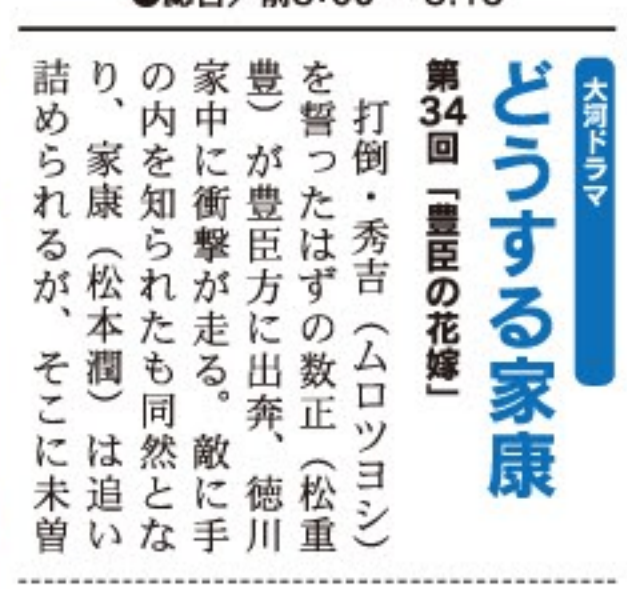 大河ドラマ
どうする家康
第34回「豊臣の花嫁」
打倒・秀吉(ムロツヨシ)
を誓ったはずの数正(松重
豊)が豊臣方に出奔、徳川
家中に衝撃が走る。敵に手
の内を知られたも同然とな
り、家康(松本潤)は追い
詰められるが、そこに未曽